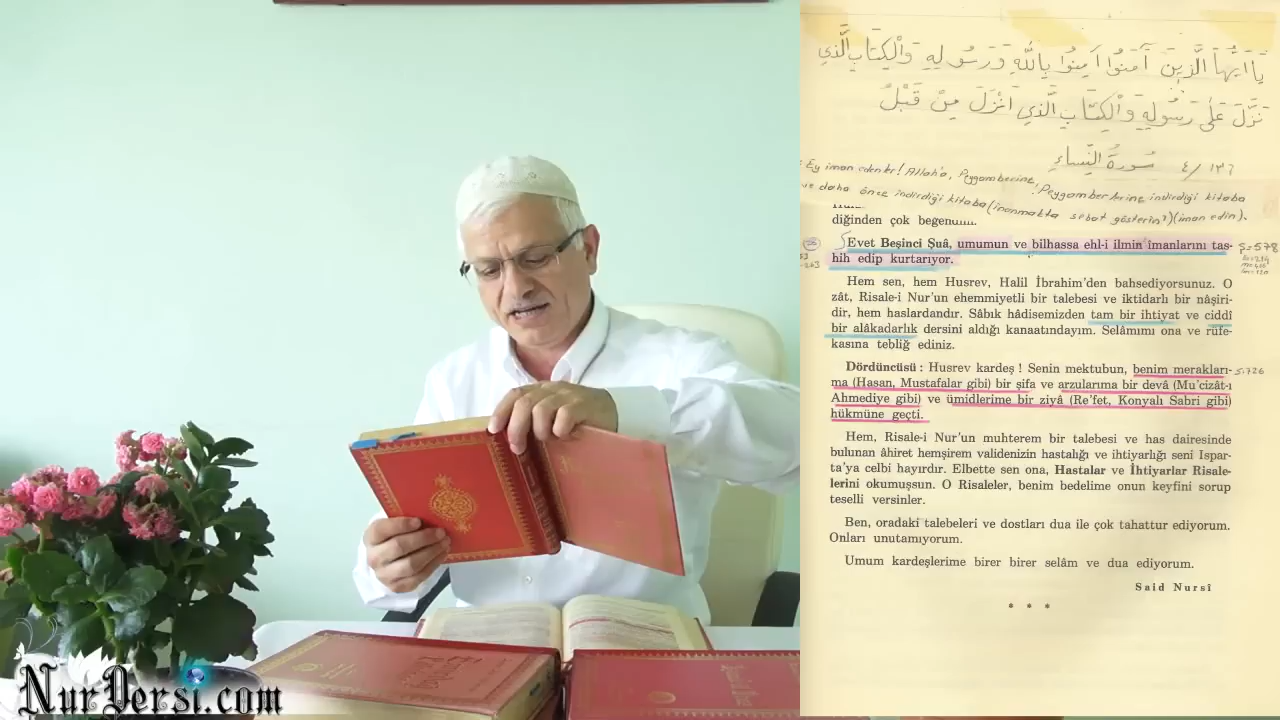 يَا اَيُّهَا الَّذِينَ آمَنُوا آمِنُوا بِاللّٰهِ وَرَسُولِهِ وَالْكِتَابِ الَّذِي
نَزَّلَ عَلَى رَسُولِهِ وَالْكِتَابِ الَّذِي اَنْزَلَ مِنْ قَبْلُ
سُورَةُ النِّسَاءِ ٤/١٣٦
: Ey iman edenler! Allah'a, Peygamberine, Peygamberlerine indirdiği kitaba
ve daha önce indirdiği kitaba (inanmakta sebat gösterin!) (iman edin).
diğinden çok beğen
Evet Beşinci Şuâ, umumun ve bilhassa ehl-i ilmin îmanlarını tas- Ş=578
hih edip kurtarıyor.
Hem sen, hem Husrev, Halil İbrahim'den bahsediyorsunuz. O
zât, Risale-i Nur'un ehemmiyetli bir talebesi ve iktidarlı bir nâşiri-
dir, hem haslardandır. Sâbık hâdisemizden tam bir ihtiyat ve ciddî
bir alâkadarlık dersini aldığı kanaatındayım. Selâmımı ona ve rüfe-
kasına tebliğ ediniz.
Dördüncüsü : Husrev kardeş ! Senin mektubun, benim merakları- S:726
ma (Hasan, Mustafalar gibi) bir şifa ve arzularıma bir devâ (Mu'cizât-ı
Ahmediye gibi) ve ümidlerime bir ziyâ (Re'fet, Konyalı Sabri gibi)
hükmüne geçti.
Hem, Risale-i Nur'un muhterem bir talebesi ve has dairesinde
bulunan âhiret hemşirem validenizin hastalığı ve ihtiyarlığı seni Ispar-
ta'ya celbi hayırdır. Elbette sen ona, Hastalar ve İhtiyarlar Risale-
lerini okumuşsun. O Risaleler, benim bedelime onun keyfini sorup
teselli versinler.
Ben, oradaki talebeleri ve dostları dua ile çok tahattur ediyorum.
Onları unutamıyorum.
Umum kardeşlerime birer birer selâm ve dua ediyorum.
Said Nursî
* * *
NurDersi.com